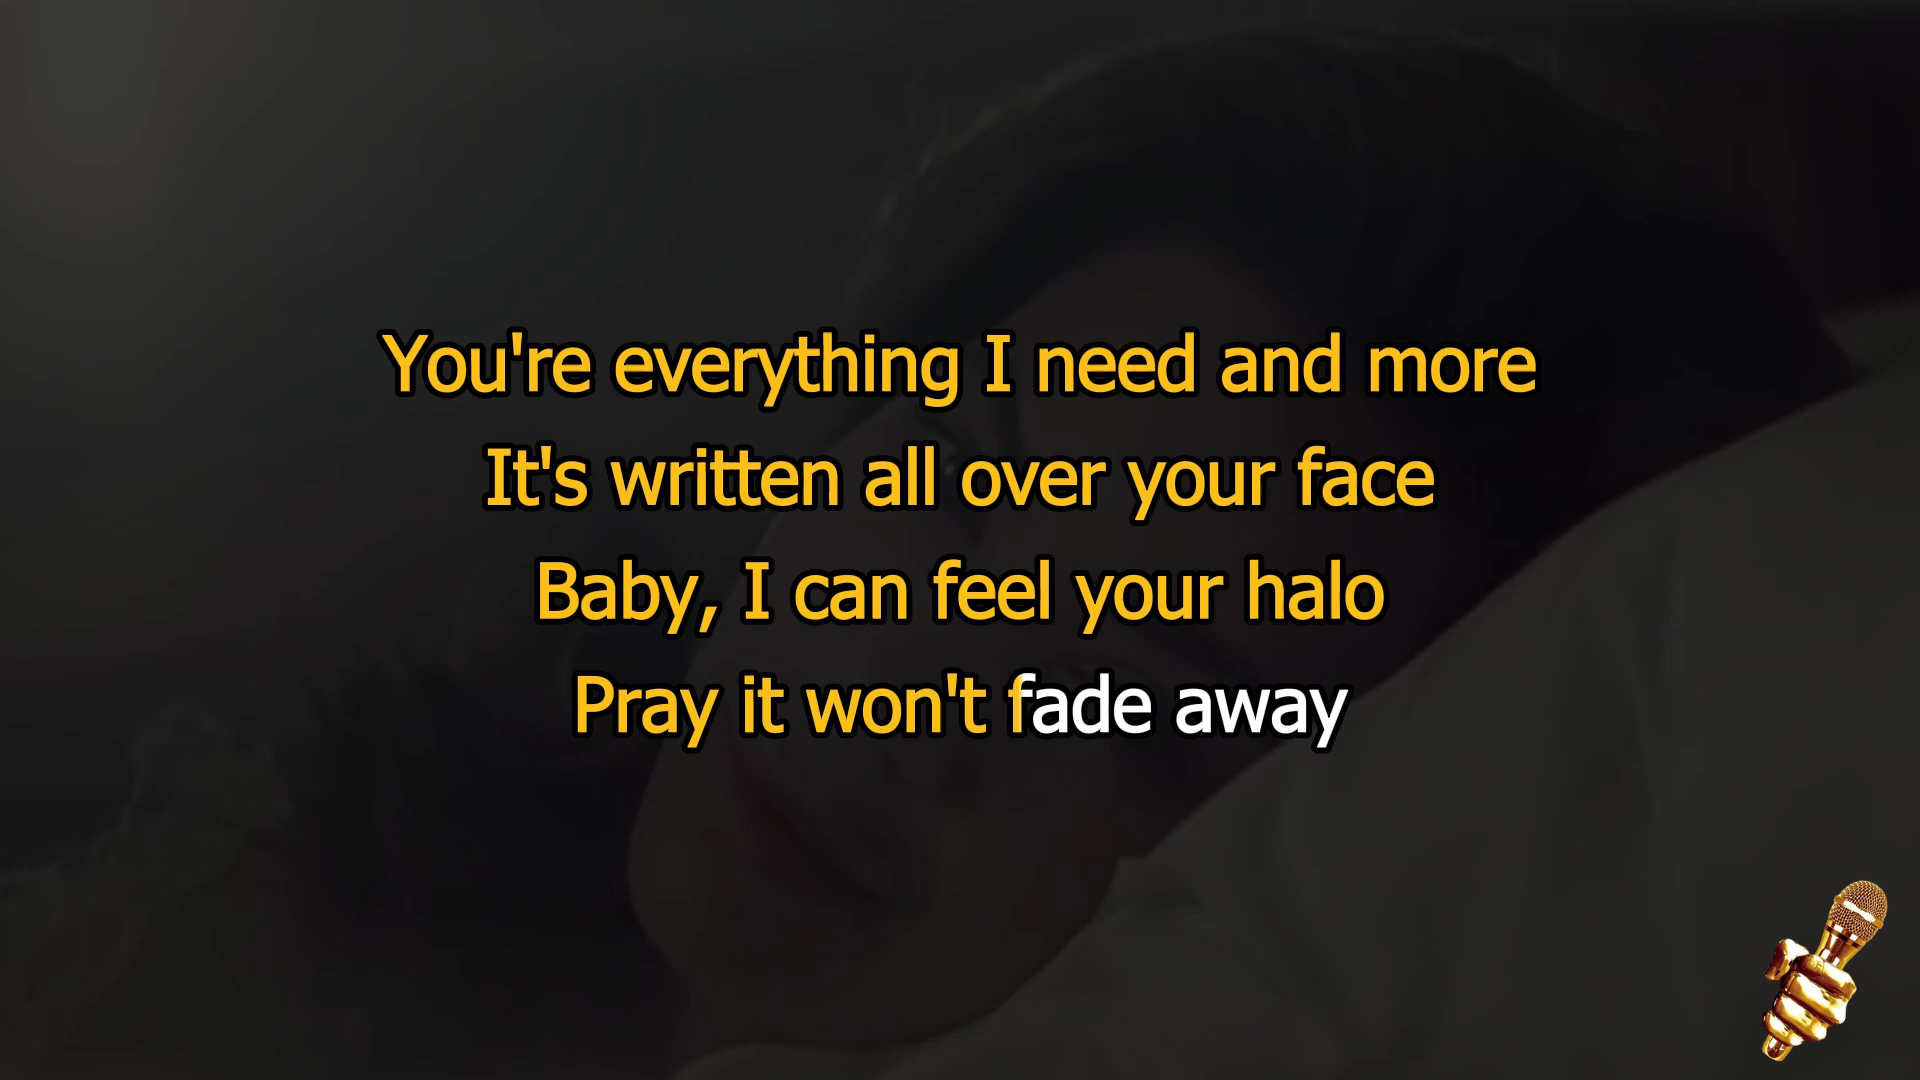 You're everything I need and more
It's written all over your face
Baby, I can feel your halo
Pray it won't fade away